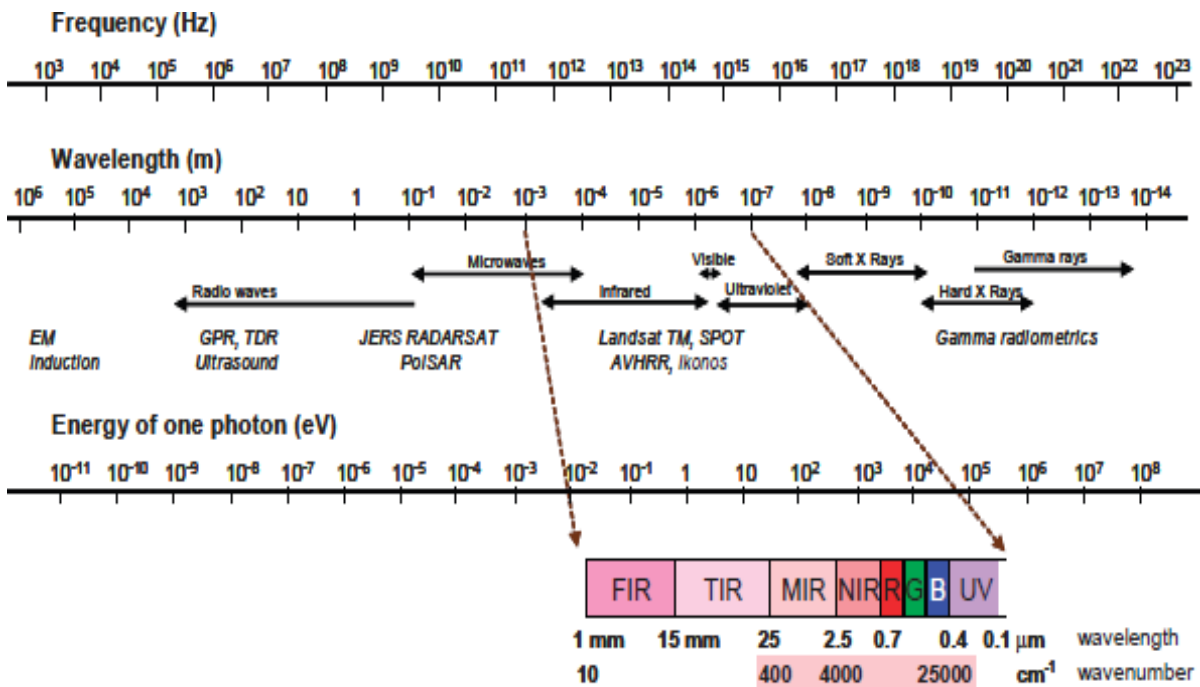 Frequency (Hz)
10³ 10⁴ 10⁵ 10⁶ 10⁷ 10⁸ 10⁹ 10¹⁰ 10¹¹ 10¹² 10¹³ 10¹⁴ 10¹⁵ 10¹⁶ 10¹⁷ 10¹⁸ 10¹⁹ 10²⁰ 10²¹ 10²² 10²³
Wavelength (m)
10⁶ 10⁵ 10⁴ 10³ 10² 10 1 10⁻¹ 10⁻² 10⁻³ 10⁻⁴ 10⁻⁵ 10⁻⁶ 10⁻⁷ 10⁻⁸ 10⁻⁹ 10⁻¹⁰ 10⁻¹¹ 10⁻¹² 10⁻¹³ 10⁻¹⁴
Microwaves Visible Soft X Rays Gamma rays
Radio waves Infrared Ultraviolet Hard X Rays
EM GPR, TDR JERS RADARSAT Landsat TM, SPOT Gamma radiometrics
Induction Ultrasound PolSAR AVHRR, Ikonos
Energy of one photon (eV)
10⁻¹¹ 10⁻¹⁰ 10⁻⁹ 10⁻⁸ 10⁻⁷ 10⁻⁶ 10⁻⁵ 10⁻⁴ 10⁻³ 10⁻² 10⁻¹ 1 10 10² 10³ 10⁴ 10⁵ 10⁶ 10⁷ 10⁸
FIR TIR MIR NIR R G B UV
1 mm 15 mm 25 2.5 0.7 0.4 0.1 μm wavelength
10 400 4000 25000 cm⁻¹ wavenumber